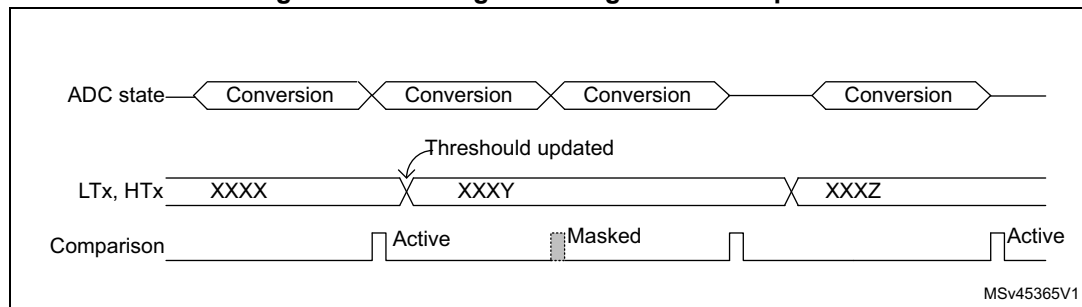 ADC state Conversion Conversion Conversion Conversion
Threshould updated
LTx, HTx XXXX XXXY XXXZ
Comparison Active Masked Active
MSv45365V1